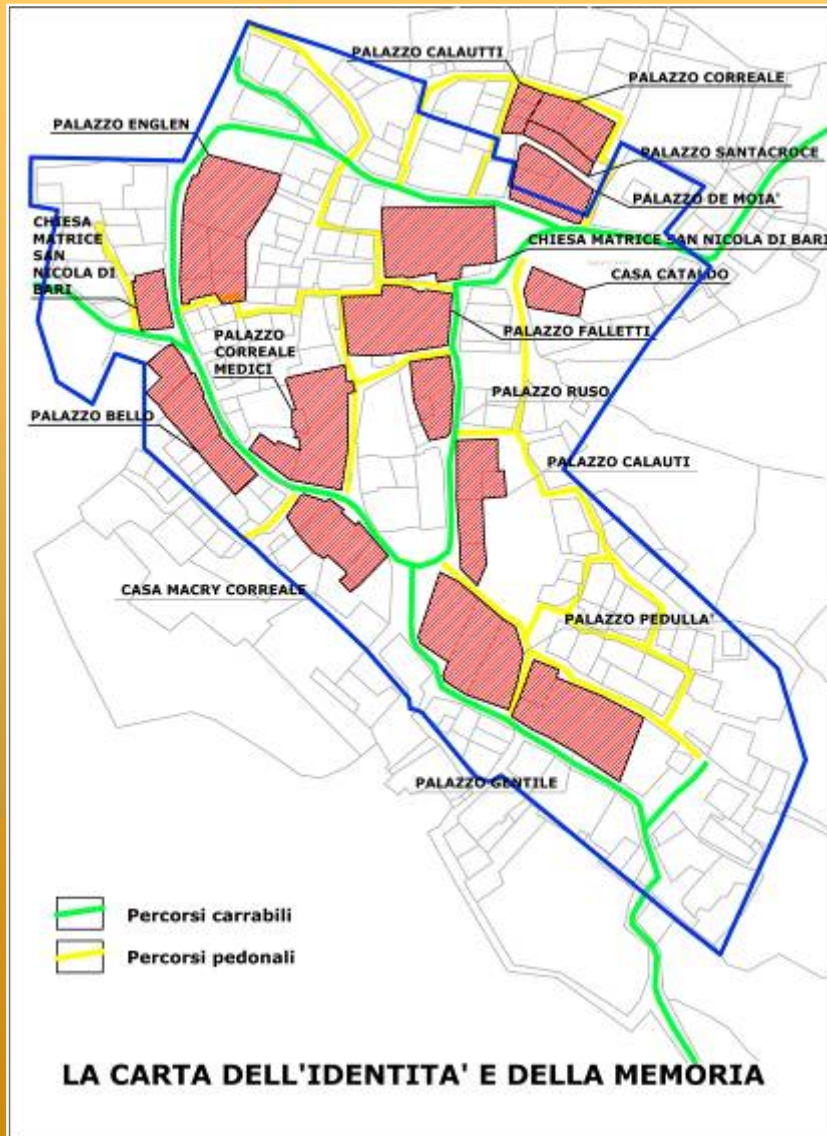 PALAZZO CALAUTTI
PALAZZO CORREALE
PALAZZO ENGLEN
PALAZZO SANTACROCE
PALAZZO DE MOIA'
CHIESA
MATRICE
SAN
NICOLA DI
BARI
CHIESA MATRICE SAN NICOLA DI BARI
CASA CATALDO
PALAZZO
CORREALE
MEDICI
PALAZZO FALLETTI
PALAZZO RUSO
PALAZZO BELLO
PALAZZO CALAUTI
CASA MACRY CORREALE
PALAZZO PEDULLA'
PALAZZO GENTILE
Percorsi carrabili
Percorsi pedonali
LA CARTA DELL'IDENTITA' E DELLA MEMORIA